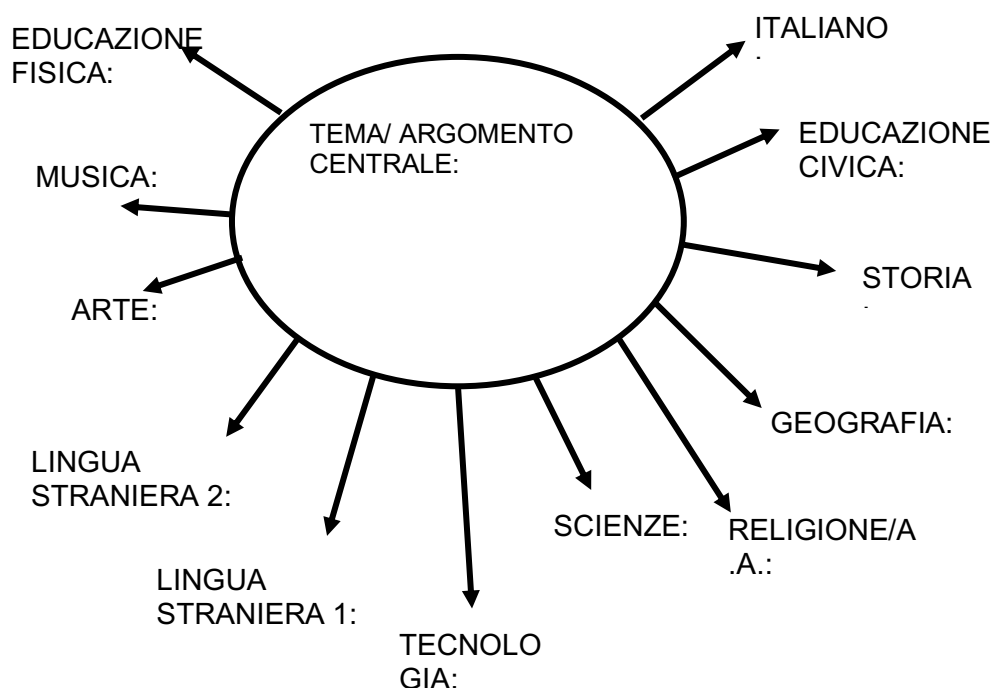 EDUCAZIONE
FISICA:
ITALIANO
:
TEMA/ ARGOMENTO
CENTRALE:
EDUCAZIONE
CIVICA:
MUSICA:
STORIA
:
ARTE:
GEOGRAFIA:
LINGUA
STRANIERA 2:
SCIENZE:
RELIGIONE/A
.A.:
LINGUA
STRANIERA 1:
TECNOLO
GIA: